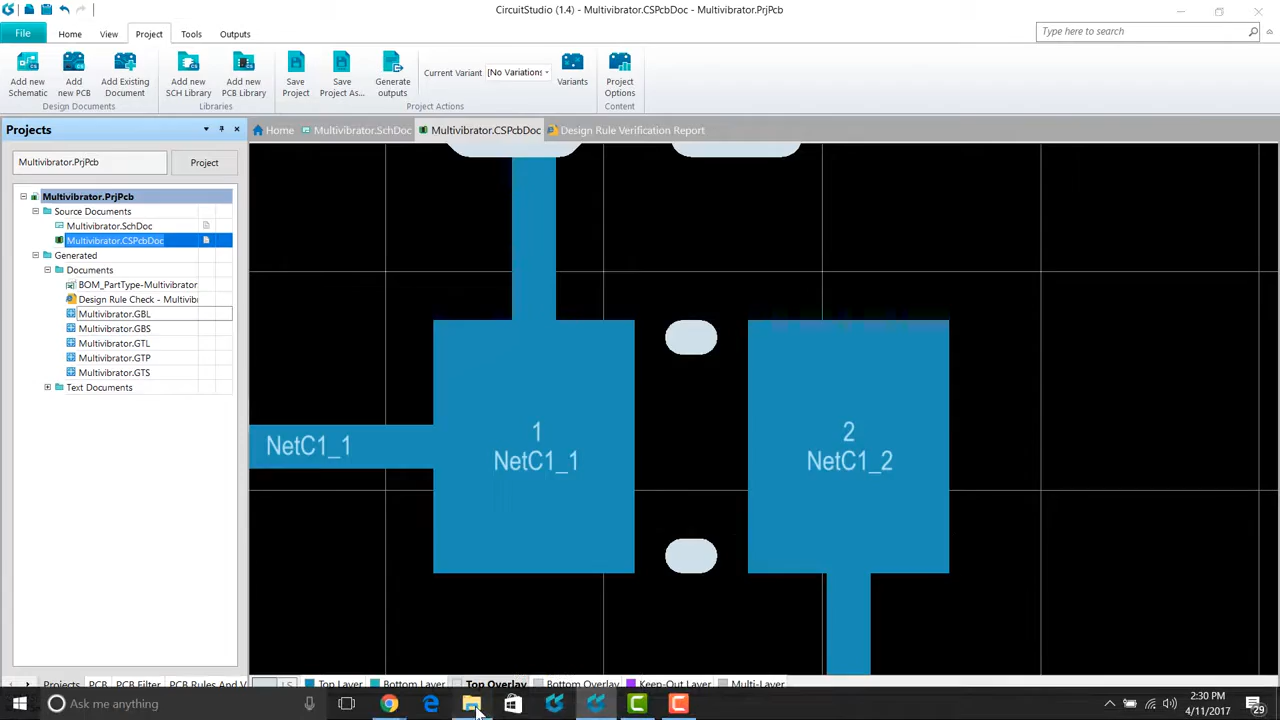 CircuitStudio (1.4) - Multivibrator.CSPcbDoc - Multivibrator.PrjPcb
File Home View Project Tools Outputs
Type here to search
Add new Schematic
Add new PCB
Add Existing Document
Add new SCH Library
Add new PCB Library
Save Project
Save Project As...
Generate outputs
Current Variant [No Variations
Variants
Project Options
Design Documents Libraries Project Actions Content
Projects
Home Multivibrator.SchDoc Multivibrator.CSPcbDoc Design Rule Verification Report
Multivibrator.PrjPcb Project
Multivibrator.PrjPcb
Source Documents
Multivibrator.SchDoc
Multivibrator.CSPcbDoc
Generated
Documents
BOM_PartType-Multivibrator
Design Rule Check - Multivib
Multivibrator.GBL
Multivibrator.GBS
Multivibrator.GTL
Multivibrator.GTP
Multivibrator.GTS
Text Documents
NetC1_1
1
NetC1_1
2
NetC1_2
Projects PCB PCB Filter PCB Rules And V
LS Top Layer Bottom Layer Top Overlay Bottom Overlay Keep-Out Layer Multi-Layer
Ask me anything
2:30 PM
4/11/2017
29